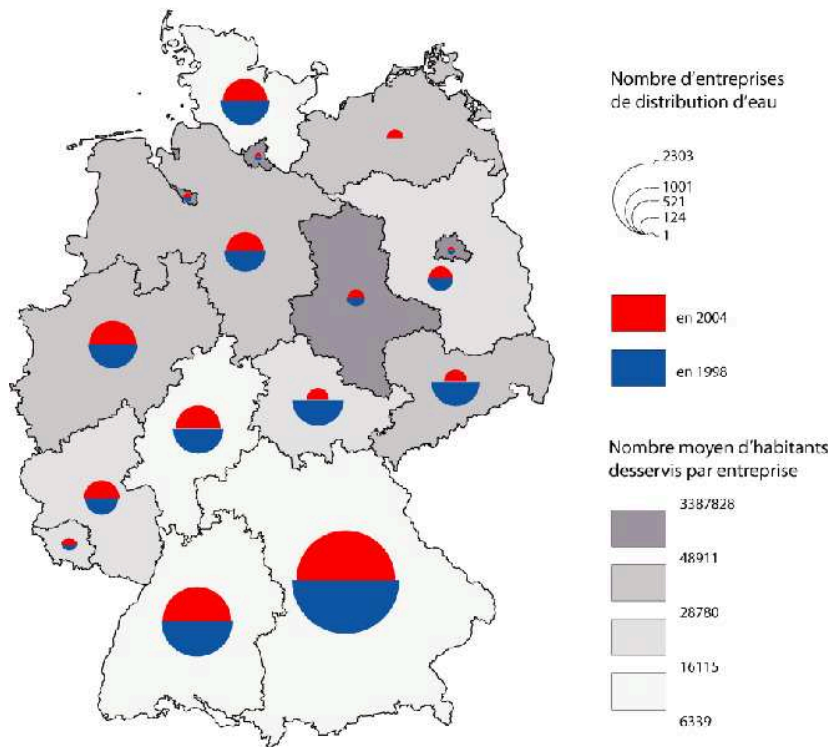 Nombre d'entreprises
de distribution d'eau
2303
1001
521
124
1
en 2004
en 1998
Nombre moyen d'habitants
desservis par entreprise
3387828
48911
28780
16115
6339